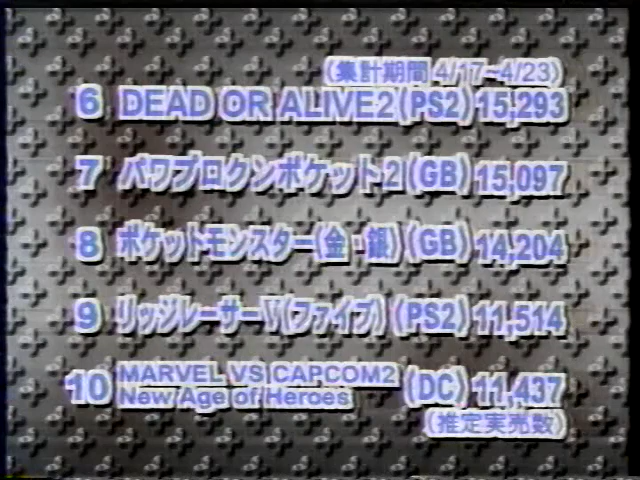 (集計期間 4/17~4/23)
6 DEAD OR ALIVE2(PS2) 15,293
7 パワプロクンポケット2(GB) 15,097
8 ポケットモンスター(金・銀)(GB) 14,204
9 リッジレーサーV(ファイブ)(PS2) 11,514
10 MARVEL VS CAPCOM2 New Age of Heroes (DC) 11,437
(推定実売数)